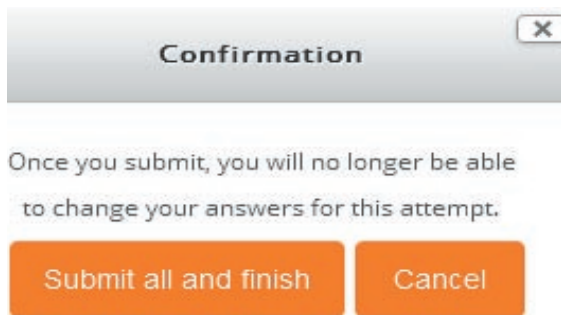 Confirmation
Once you submit, you will no longer be able
to change your answers for this attempt.
Submit all and finish Cancel